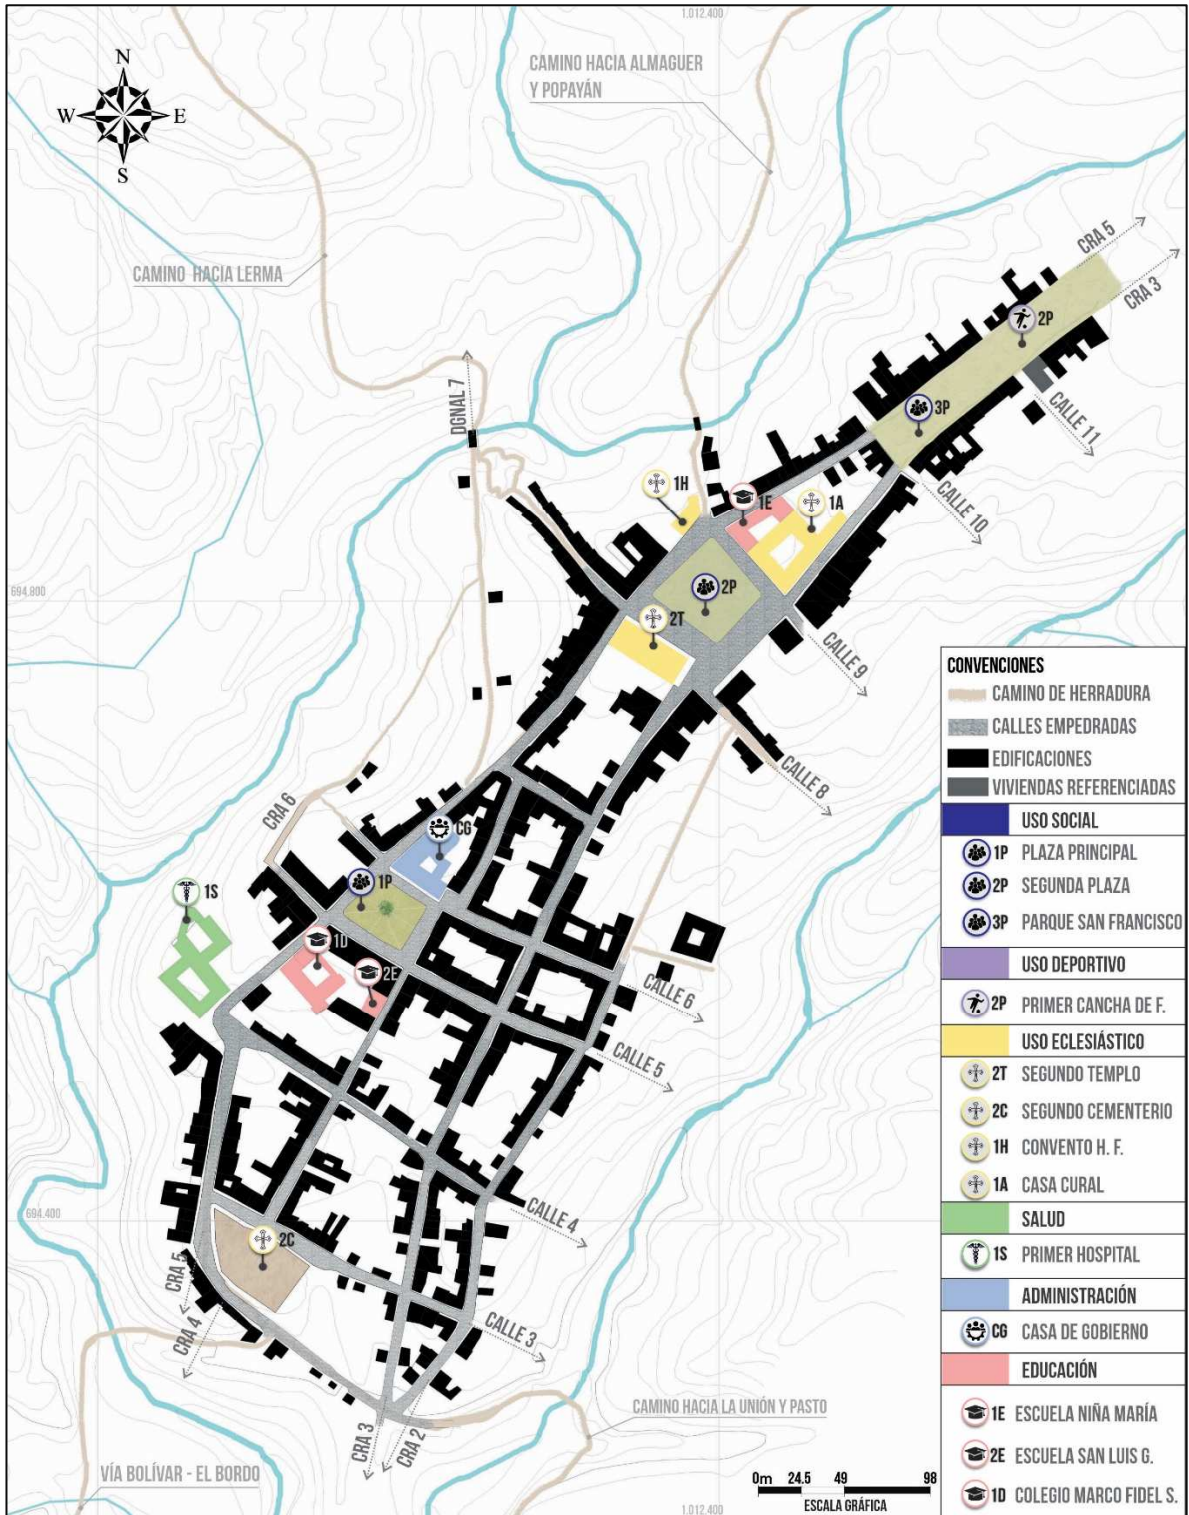 1.012.400
CAMINO HACIA ALMAGUER
Y POPAYÁN
N
W
E
S
CAMINO HACIA LERMA
CRA 5
CRA 3
2P
3P
CALLE 11
CALLE 10
DGNAL 7
1H
1E
1A
694.800
2P
2T
CALLE 9
CALLE 8
CRA 6
CG
1P
1S
1D
2E
CALLE 6
CALLE 5
CALLE 4
694.400
2C
CRA 5
CRA 4
CALLE 3
CRA 3
CRA 2
CAMINO HACIA LA UNIÓN Y PASTO
VÍA BOLÍVAR - EL BORDO
0m 24.5 49 98
ESCALA GRÁFICA
1.012.400
CONVENCIONES
CAMINO DE HERRADURA
CALLES EMPEDRADAS
EDIFICACIONES
VIVIENDAS REFERENCIADAS
USO SOCIAL
1P PLAZA PRINCIPAL
2P SEGUNDA PLAZA
3P PARQUE SAN FRANCISCO
USO DEPORTIVO
2P PRIMER CANCHA DE F.
USO ECLESIÁSTICO
2T SEGUNDO TEMPLO
2C SEGUNDO CEMENTERIO
1H CONVENTO H. F.
1A CASA CURAL
SALUD
1S PRIMER HOSPITAL
ADMINISTRACIÓN
CG CASA DE GOBIERNO
EDUCACIÓN
1E ESCUELA NIÑA MARÍA
2E ESCUELA SAN LUIS G.
1D COLEGIO MARCO FIDEL S.